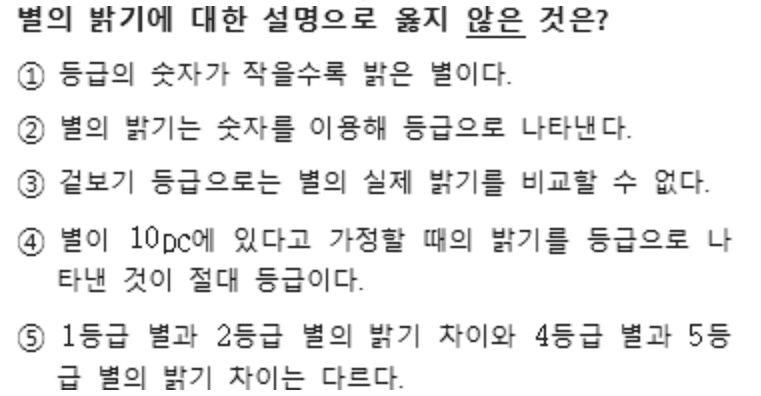 별의 밝기에 대한 설명으로 옳지 않은 것은?
① 등급의 숫자가 작을수록 밝은 별이다.
② 별의 밝기는 숫자를 이용해 등급으로 나타낸다.
③ 겉보기 등급으로는 별의 실제 밝기를 비교할 수 없다.
④ 별이 10pc에 있다고 가정할 때의 밝기를 등급으로 나
타낸 것이 절대 등급이다.
⑤ 1등급 별과 2등급 별의 밝기 차이와 4등급 별과 5등
급 별의 밝기 차이는 다르다.